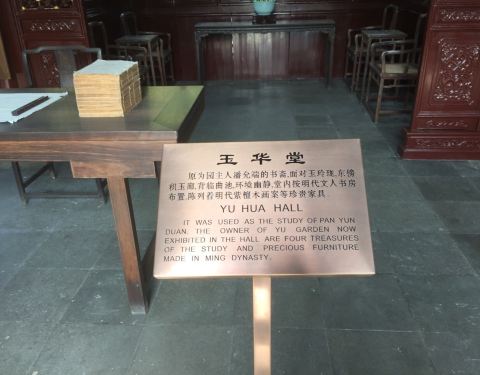 玉华堂
原为园主人潘允端的书斋,面对玉玲珑,东傍
积玉廊,背临曲池,环境幽静,堂内按明代文人书房
布置,陈列着明代紫檀木画案等珍贵家具.
YU HUA HALL
IT WAS USED AS THE STUDY OF PAN YUN
DUAN. THE OWNER OF YU GARDEN NOW
EXHIBITED IN THE HALL ARE FOUR TREASURES
OF THE STUDY AND PRECIOUS FURNITURE
MADE IN MING DYNASTY.